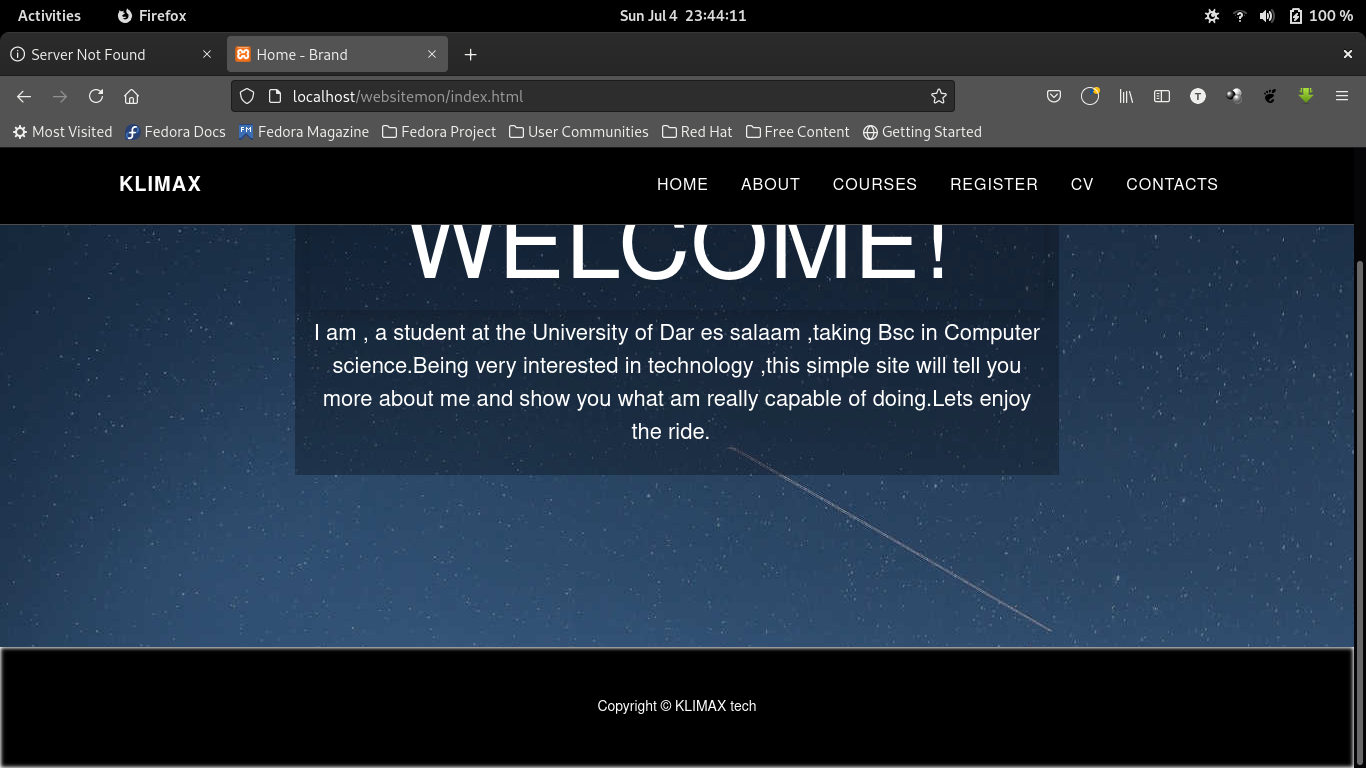 Activities Firefox Sun Jul 4 23:44:11 100 %
Server Not Found Home - Brand
localhost/websitemon/index.html
Most Visited Fedora Docs Fedora Magazine Fedora Project User Communities Red Hat Free Content Getting Started
KLIMAX HOME ABOUT COURSES REGISTER CV CONTACTS
WELCOME!
I am , a student at the University of Dar es salaam ,taking Bsc in Computer
science.Being very interested in technology ,this simple site will tell you
more about me and show you what am really capable of doing.Lets enjoy
the ride.
Copyright © KLIMAX tech